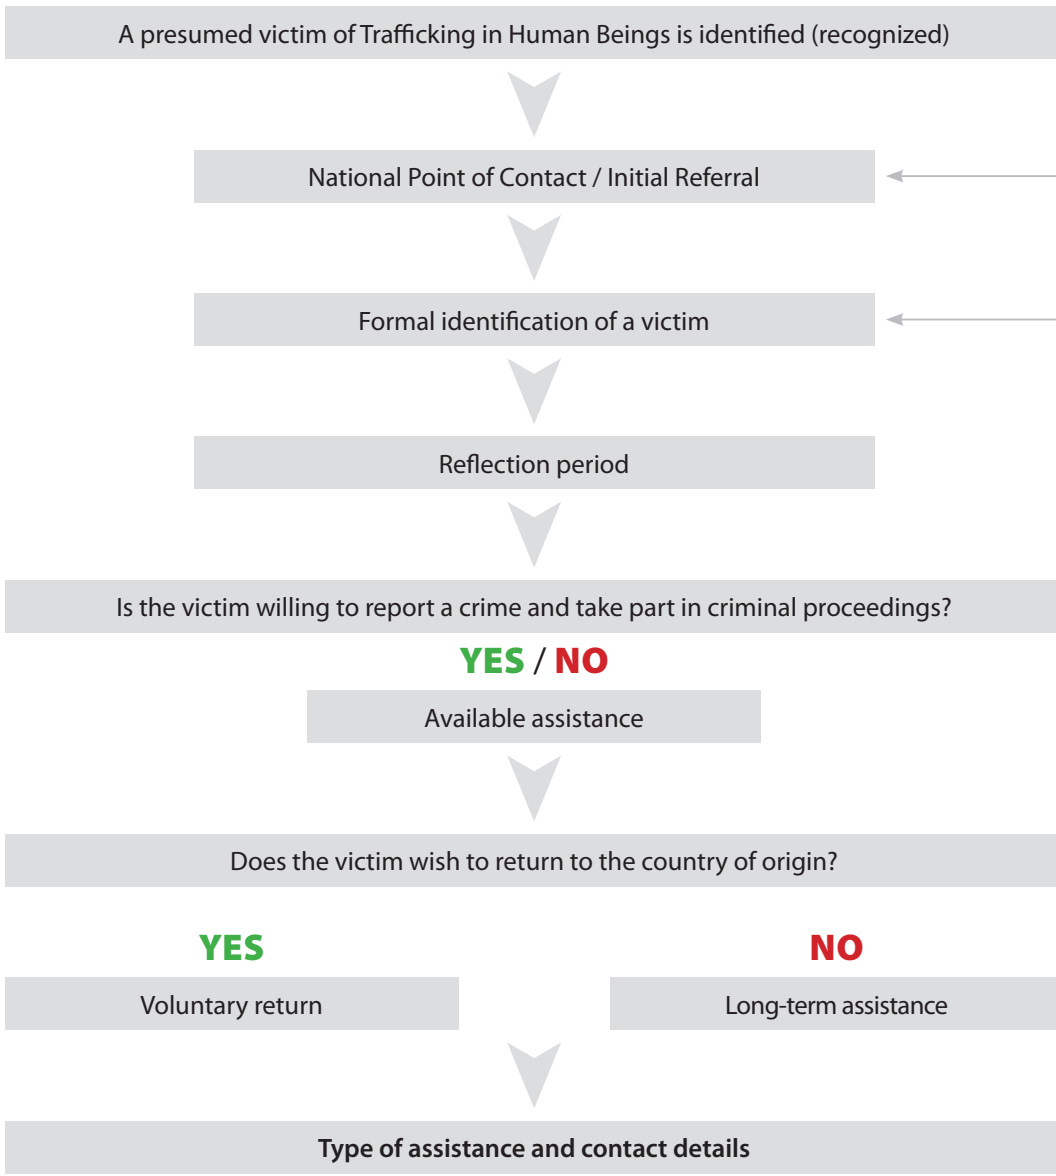 A presumed victim of Trafficking in Human Beings is identified (recognized)
National Point of Contact / Initial Referral
Formal identification of a victim
Reflection period
Is the victim willing to report a crime and take part in criminal proceedings?
YES / NO
Available assistance
Does the victim wish to return to the country of origin?
YES NO
Voluntary return Long-term assistance
Type of assistance and contact details